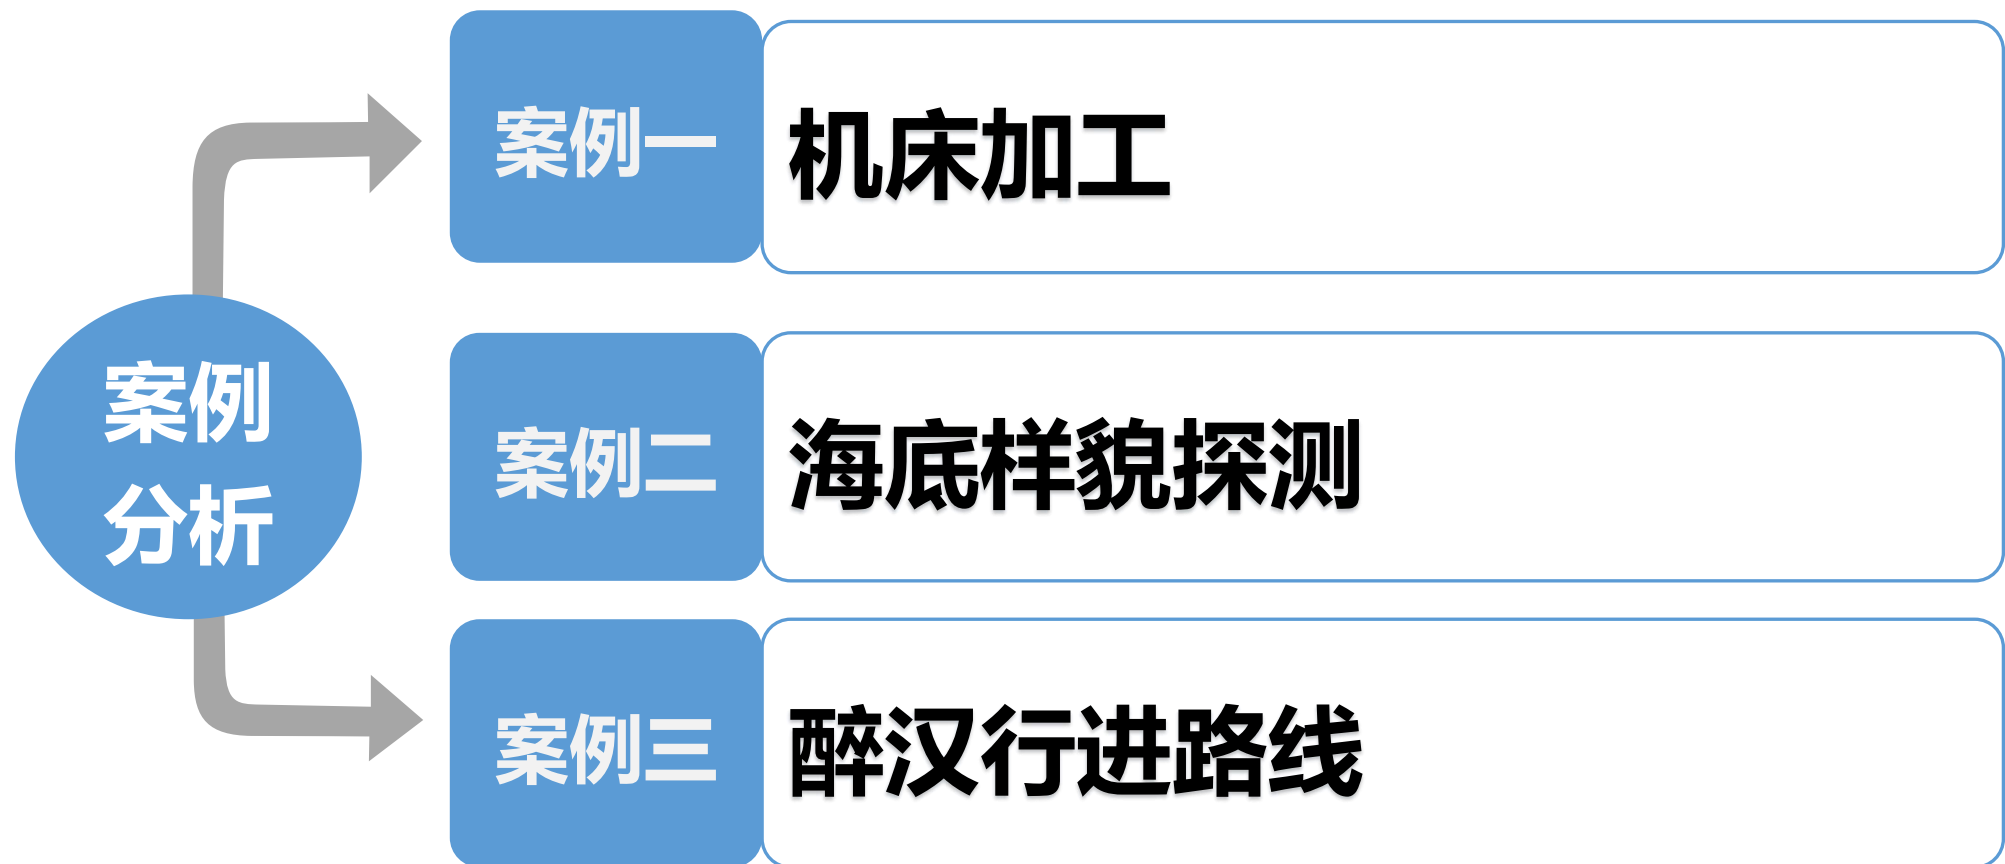 案例
分析
案例一
机床加工
案例二
海底样貌探测
案例三
醉汉行进路线